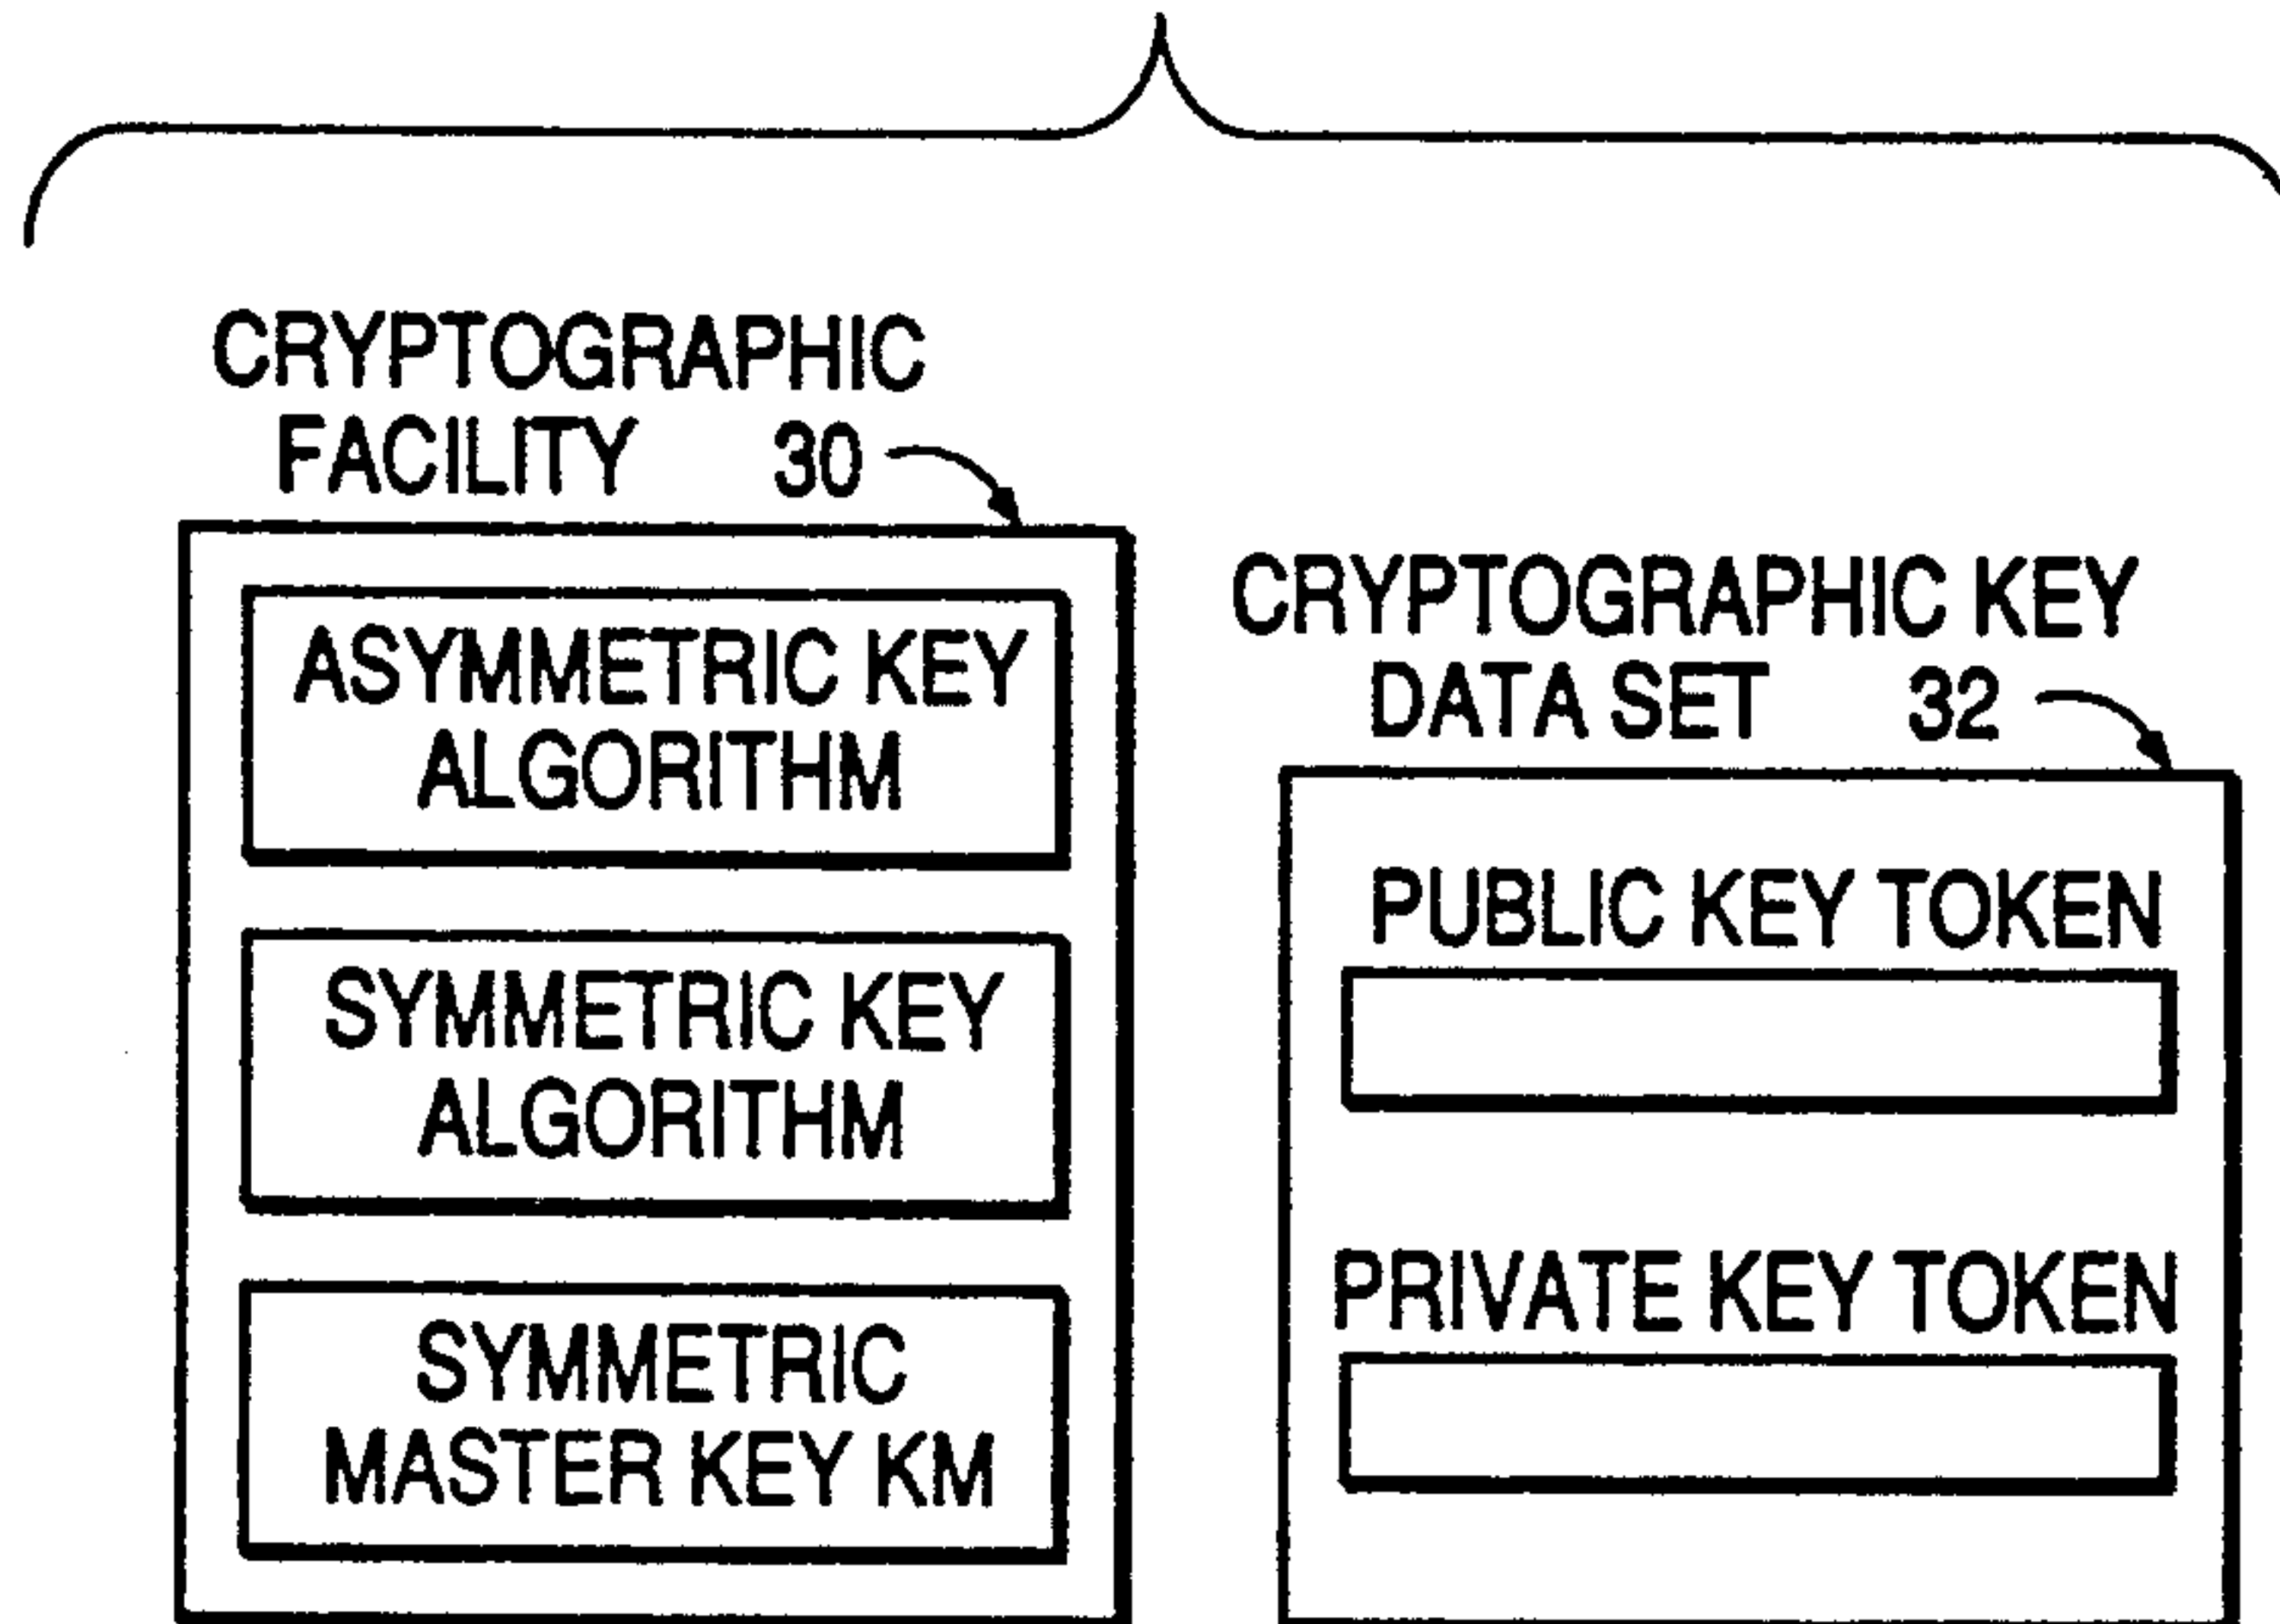 CRYPTOGRAPHIC
FACILITY 30
ASYMMETRIC KEY
ALGORITHM
SYMMETRIC KEY
ALGORITHM
SYMMETRIC
MASTER KEY KM
CRYPTOGRAPHIC KEY
DATA SET 32
PUBLIC KEY TOKEN
PRIVATE KEY TOKEN